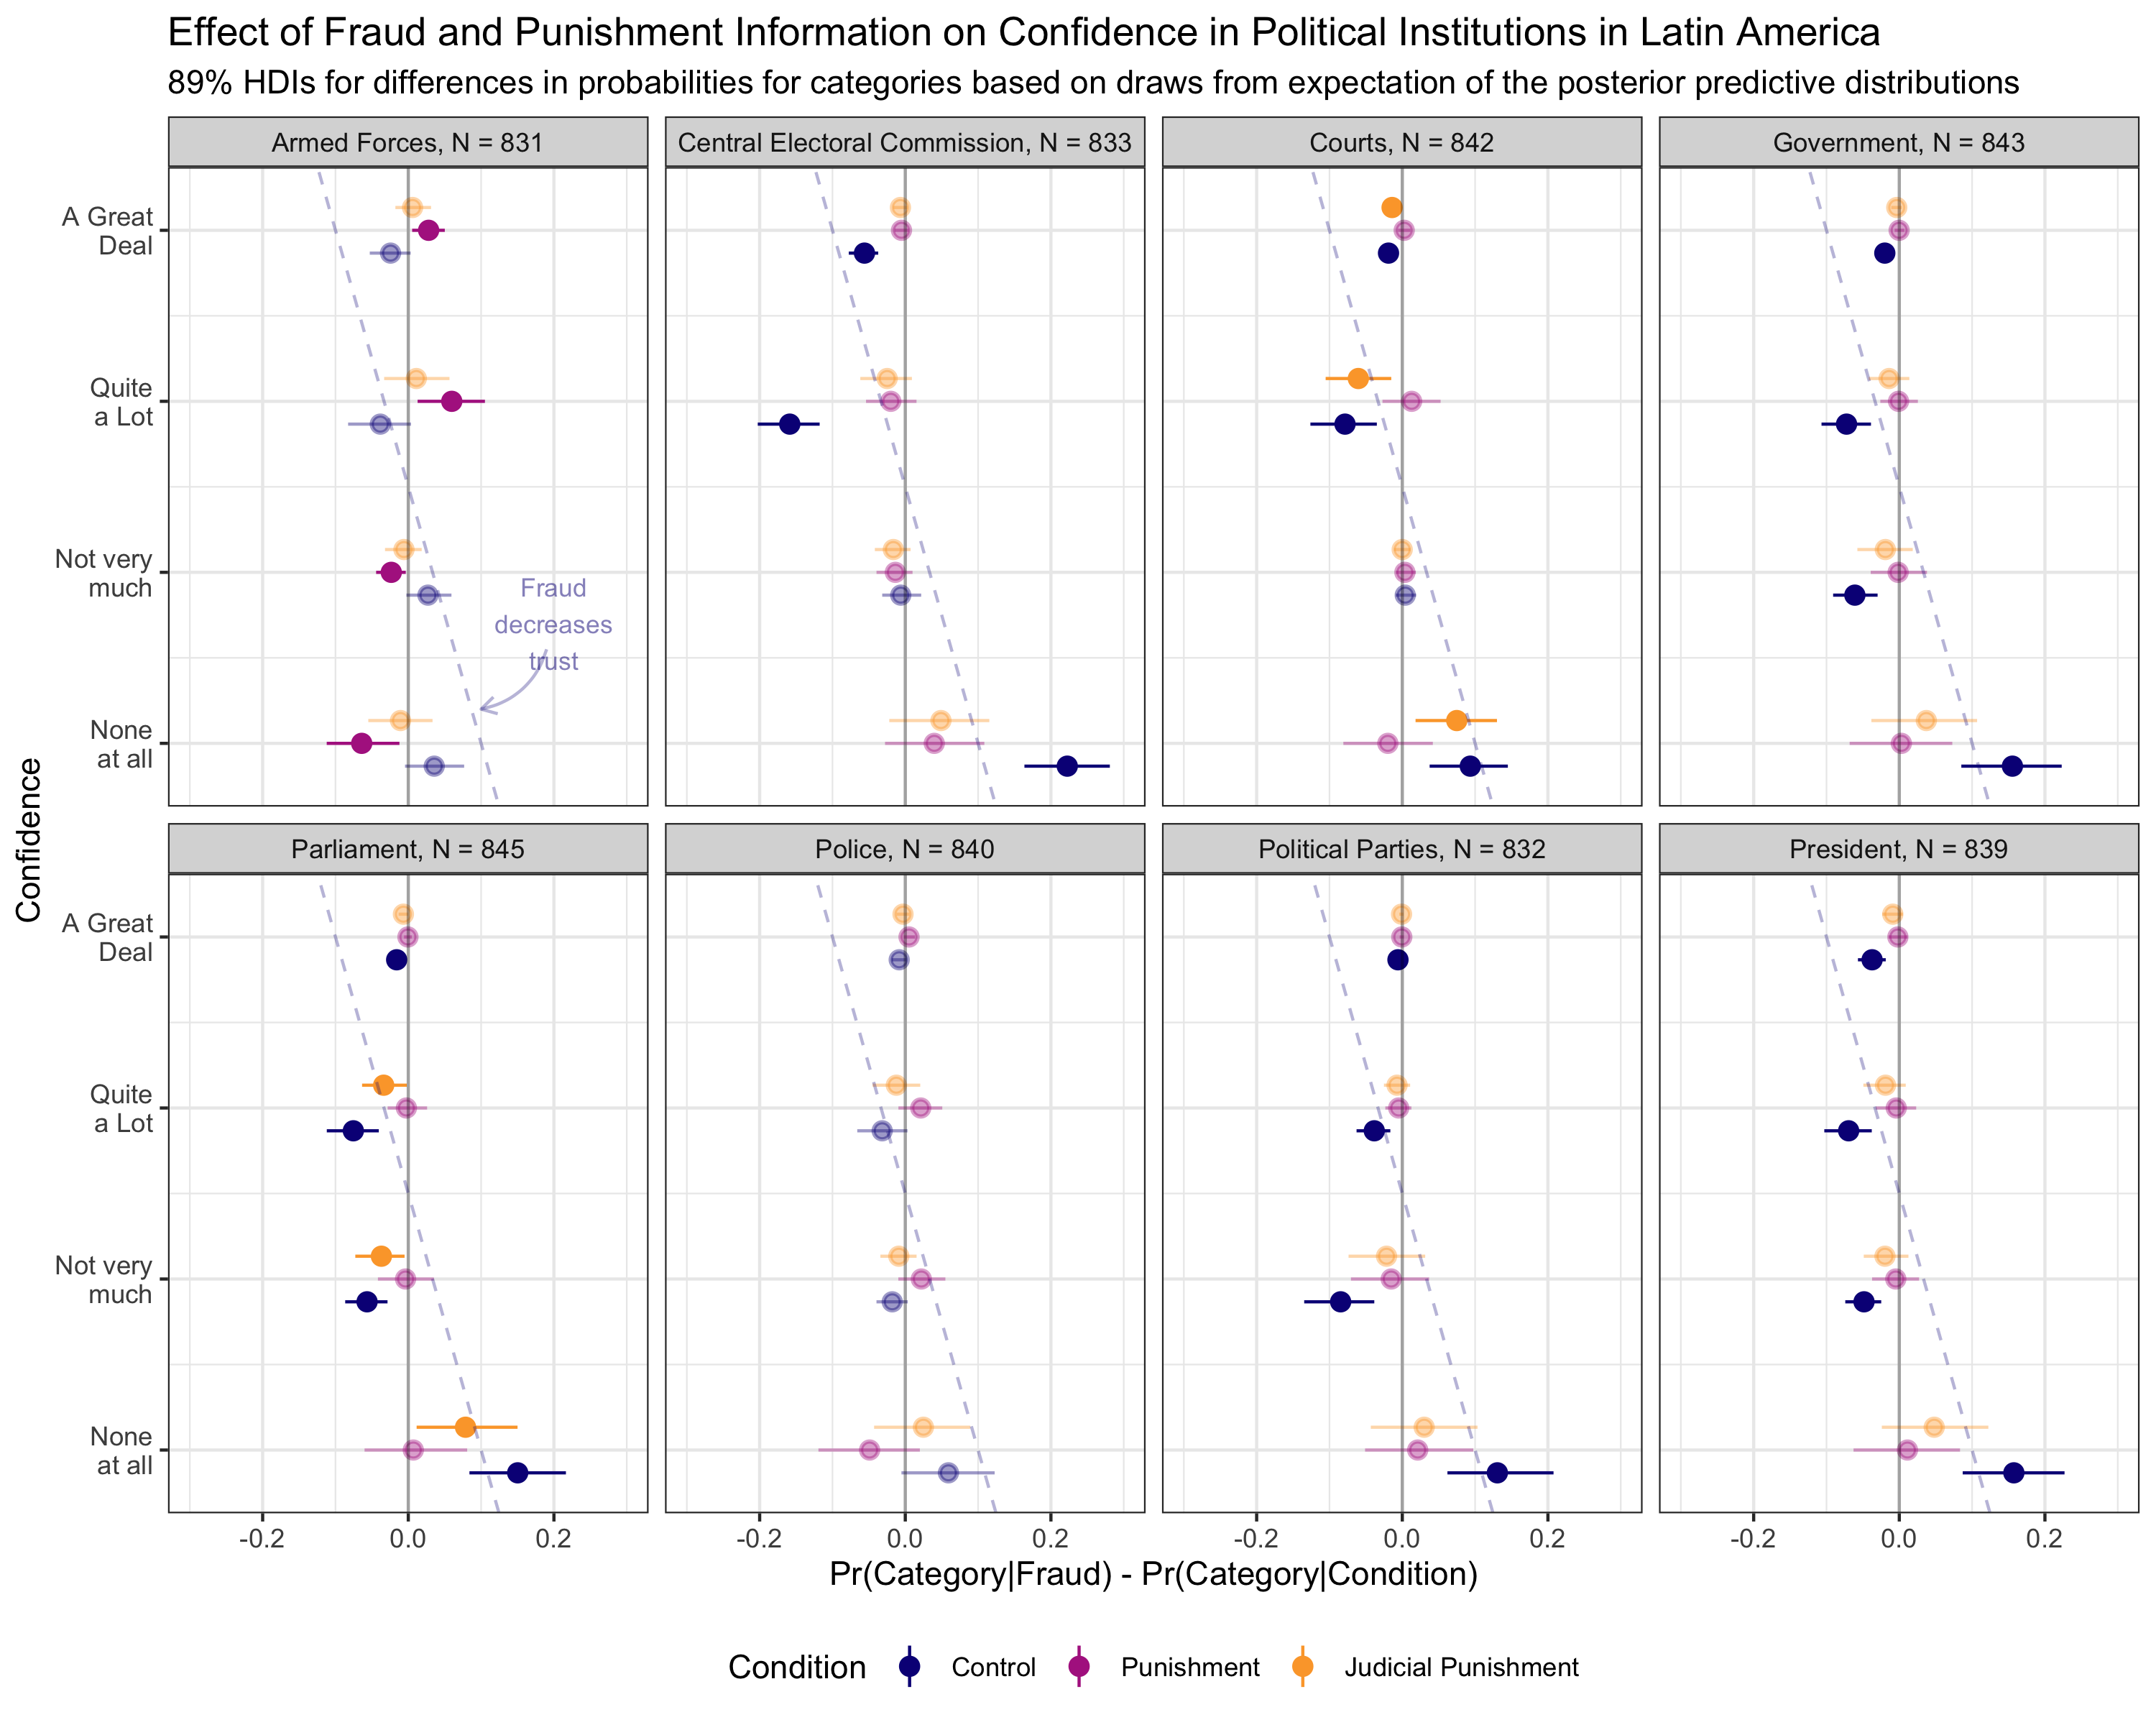 Effect of Fraud and Punishment Information on Confidence in Political Institutions in Latin America
89% HDIs for differences in probabilities for categories based on draws from expectation of the posterior predictive distributions
Armed Forces, N = 831
Central Electoral Commission, N = 833
Courts, N = 842
Government, N = 843
A Great
Deal
Quite
a Lot
Not very
much
None
at all
Fraud
decreases
trust
Confidence
Parliament, N = 845
Police, N = 840
Political Parties, N = 832
President, N = 839
A Great
Deal
Quite
a Lot
Not very
much
None
at all
-0.2 0.0 0.2
-0.2 0.0 0.2
-0.2 0.0 0.2
-0.2 0.0 0.2
Pr(Category|Fraud) - Pr(Category|Condition)
Condition Control Punishment Judicial Punishment